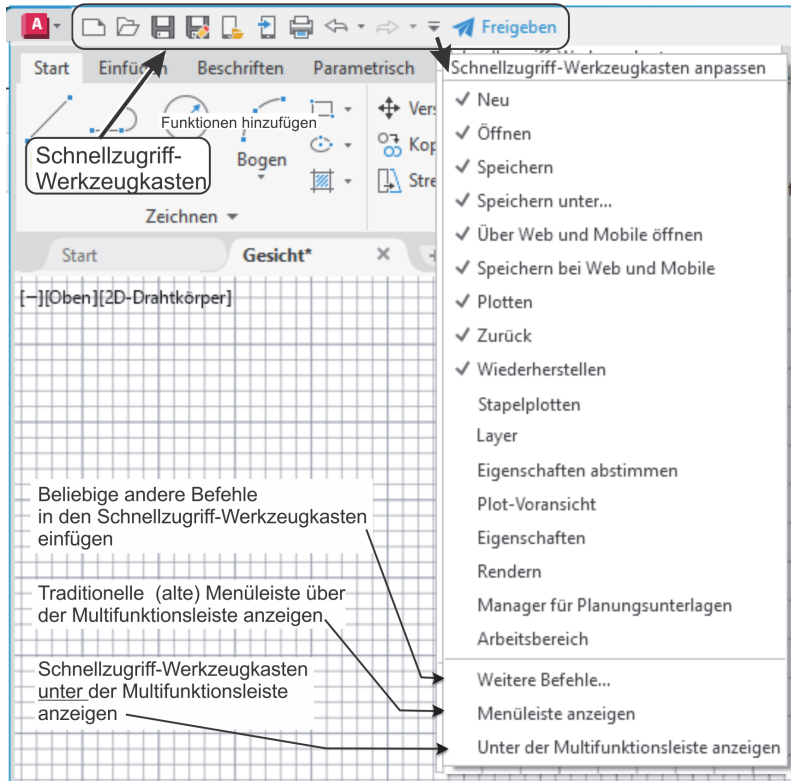 A
Freigeben
Start Einfügen Beschriften Parametrisch
Schnellzugriff-Werkzeugkasten anpassen
Funktionen hinzufügen
Schnellzugriff-
Werkzeugkasten
Bogen
Vers
Kop
Stre
Zeichnen
Start Gesicht*
[−][Oben][2D-Drahtkörper]
Neu
Öffnen
Speichern
Speichern unter...
Über Web und Mobile öffnen
Speichern bei Web und Mobile
Plotten
Zurück
Wiederherstellen
Stapelplotten
Layer
Eigenschaften abstimmen
Plot-Voransicht
Eigenschaften
Rendern
Manager für Planungsunterlagen
Arbeitsbereich
Weitere Befehle...
Menüleiste anzeigen
Unter der Multifunktionsleiste anzeigen
Beliebige andere Befehle
in den Schnellzugriff-Werkzeugkasten
einfügen
Traditionelle (alte) Menüleiste über
der Multifunktionsleiste anzeigen
Schnellzugriff-Werkzeugkasten
unter der Multifunktionsleiste
anzeigen